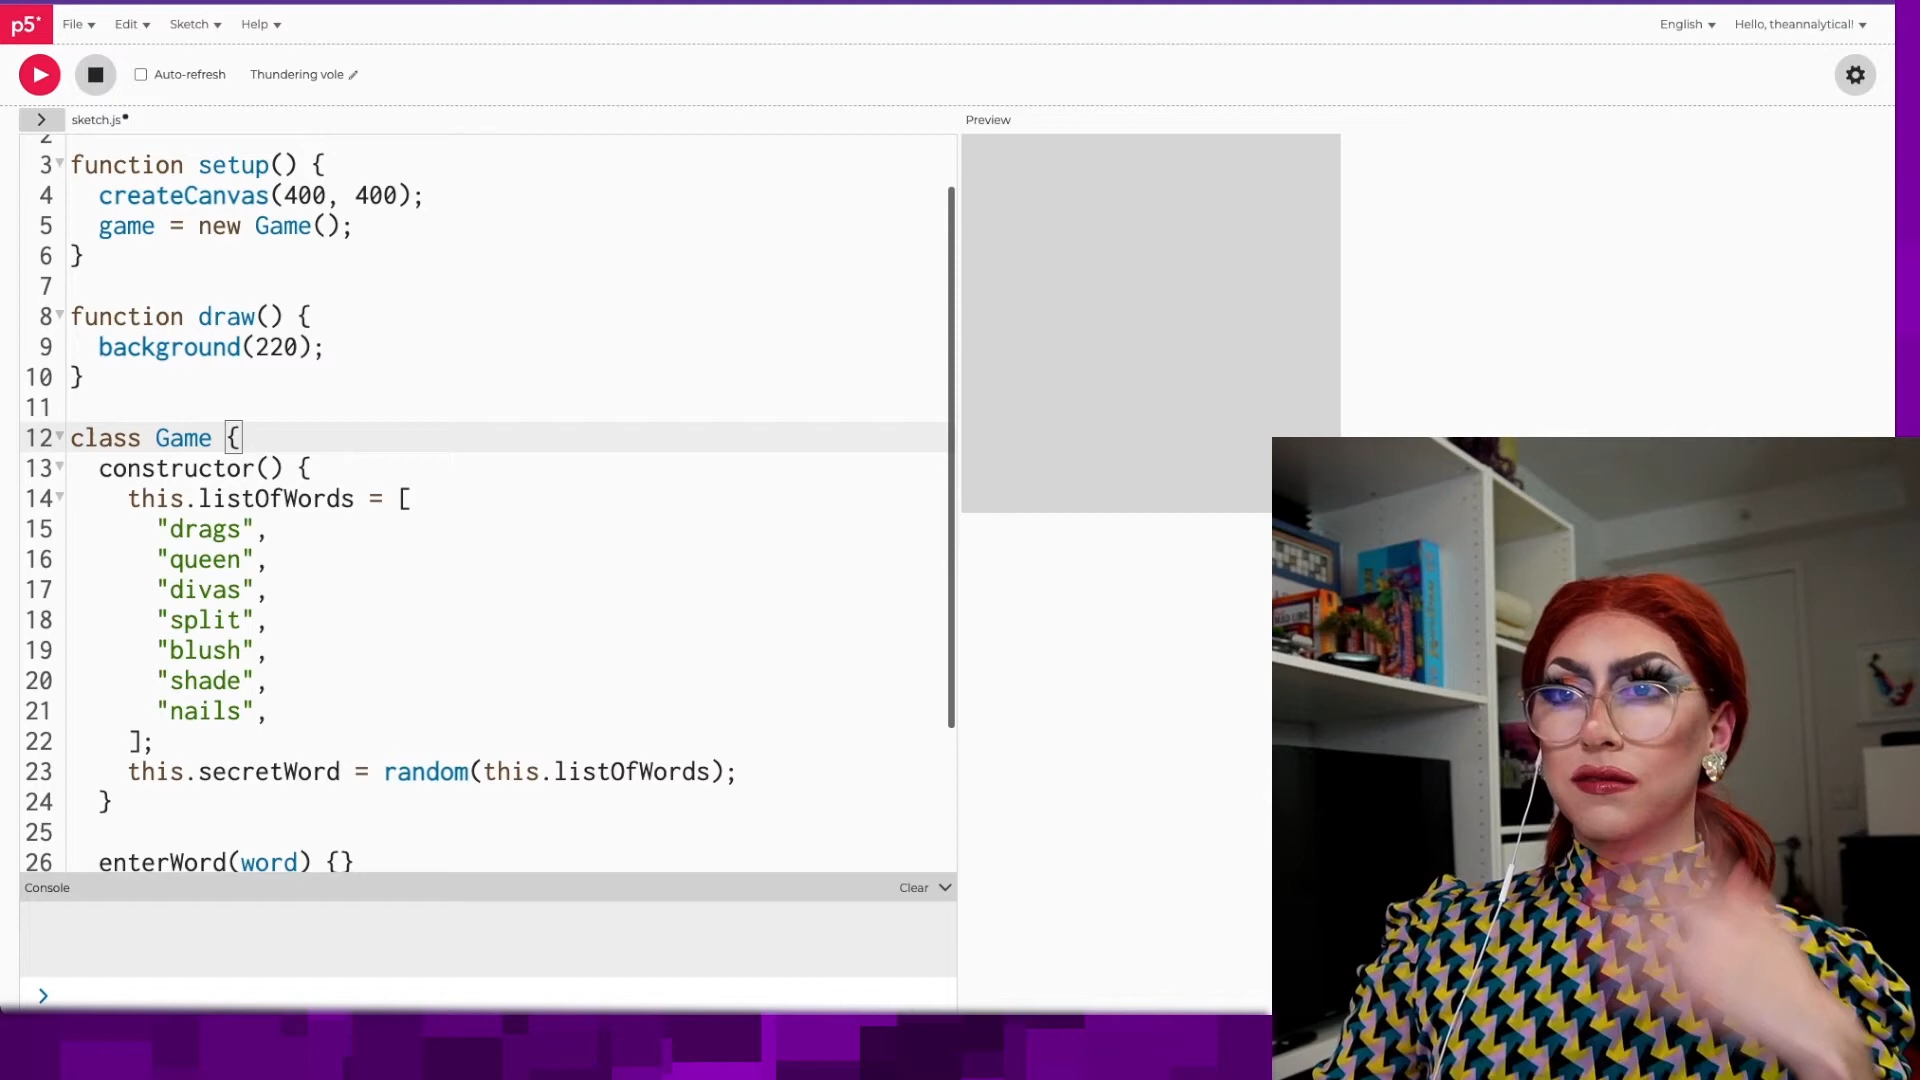 p5* File Edit Sketch Help English Hello, theannalytical!
Auto-refresh Thundering vole
sketch.js Preview
2
3 function setup() {
4 createCanvas(400, 400);
5 game = new Game();
6 }
7
8 function draw() {
9 background(220);
10 }
11
12 class Game {
13 constructor() {
14 this.listOfWords = [
15 "drags",
16 "queen",
17 "divas",
18 "split",
19 "blush",
20 "shade",
21 "nails",
22 ];
23 this.secretWord = random(this.listOfWords);
24 }
25
26 enterWord(word) {}
Console Clear
>